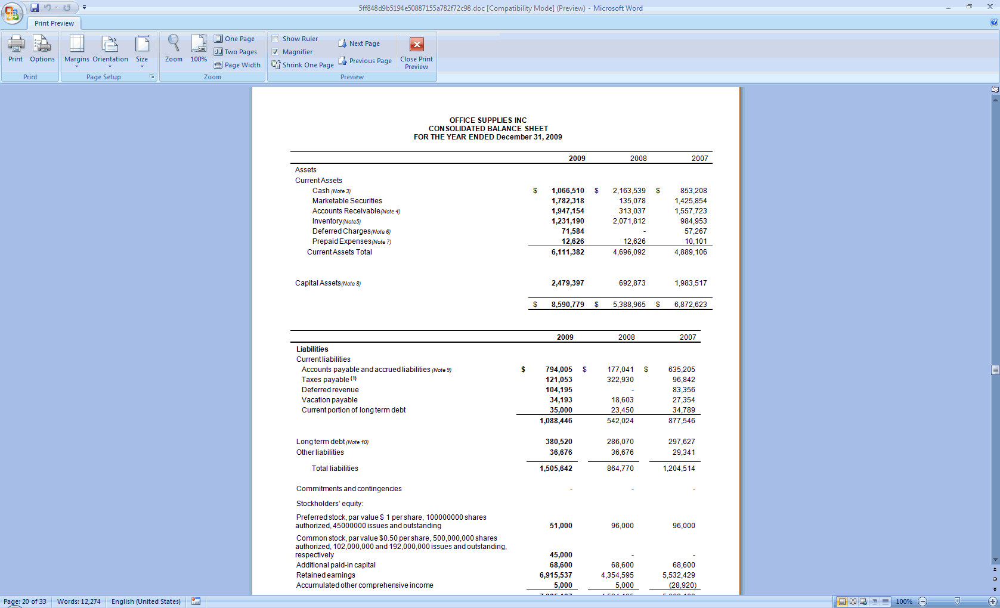 5ff848d9b5194e50887155a782f72c98.doc [Compatibility Mode] (Preview) - Microsoft Word
Print Preview
Print Options Margins Orientation Size Zoom 100% One Page Two Pages Page Width Show Ruler Magnifier Shrink One Page Next Page Previous Page Close Print Preview
Print Page Setup Zoom Preview
OFFICE SUPPLIES INC
CONSOLIDATED BALANCE SHEET
FOR THE YEAR ENDED December 31, 2009
2009 2008 2007
Assets
Current Assets
Cash (Note 3) $ 1,066,510 $ 2,163,539 $ 853,208
Marketable Securities 1,782,318 135,078 1,425,854
Accounts Receivable(Note 4) 1,947,154 313,037 1,557,723
Inventory(Note5) 1,231,190 2,071,812 984,953
Deferred Charges(Note 6) 71,584 - 57,267
Prepaid Expenses(Note 7) 12,626 12,626 10,101
Current Assets Total 6,111,382 4,696,092 4,889,106
Capital Assets(Note 8) 2,479,397 692,873 1,983,517
$ 8,590,779 $ 5,388,965 $ 6,872,623
2009 2008 2007
Liabilities
Current liabilities
Accounts payable and accrued liabilities (Note 9) $ 794,005 $ 177,041 $ 635,205
Taxes payable (1) 121,053 322,930 96,842
Deferred revenue 104,195 - 83,356
Vacation payable 34,193 18,603 27,354
Current portion of long term debt 35,000 23,450 34,789
1,088,446 542,024 877,546
Long term debt (Note 10) 380,520 286,070 297,627
Other liabilities 36,676 36,676 29,341
Total liabilities 1,505,642 864,770 1,204,514
Commitments and contingencies - - -
Stockholders' equity:
Preferred stock, par value $ 1 per share, 100000000 shares
authorized, 45000000 issues and outstanding 51,000 96,000 96,000
Common stock, par value $0.50 per share, 500,000,000 shares
authorized, 102,000,000 and 192,000,000 issues and outstanding,
respectively 45,000 - -
Additional paid-in capital 68,600 68,600 68,600
Retained earnings 6,915,537 4,354,595 5,532,429
Accumulated other comprehensive income 5,000 5,000 (28,920)
Page: 20 of 33 Words: 12,274 English (United States) 100%